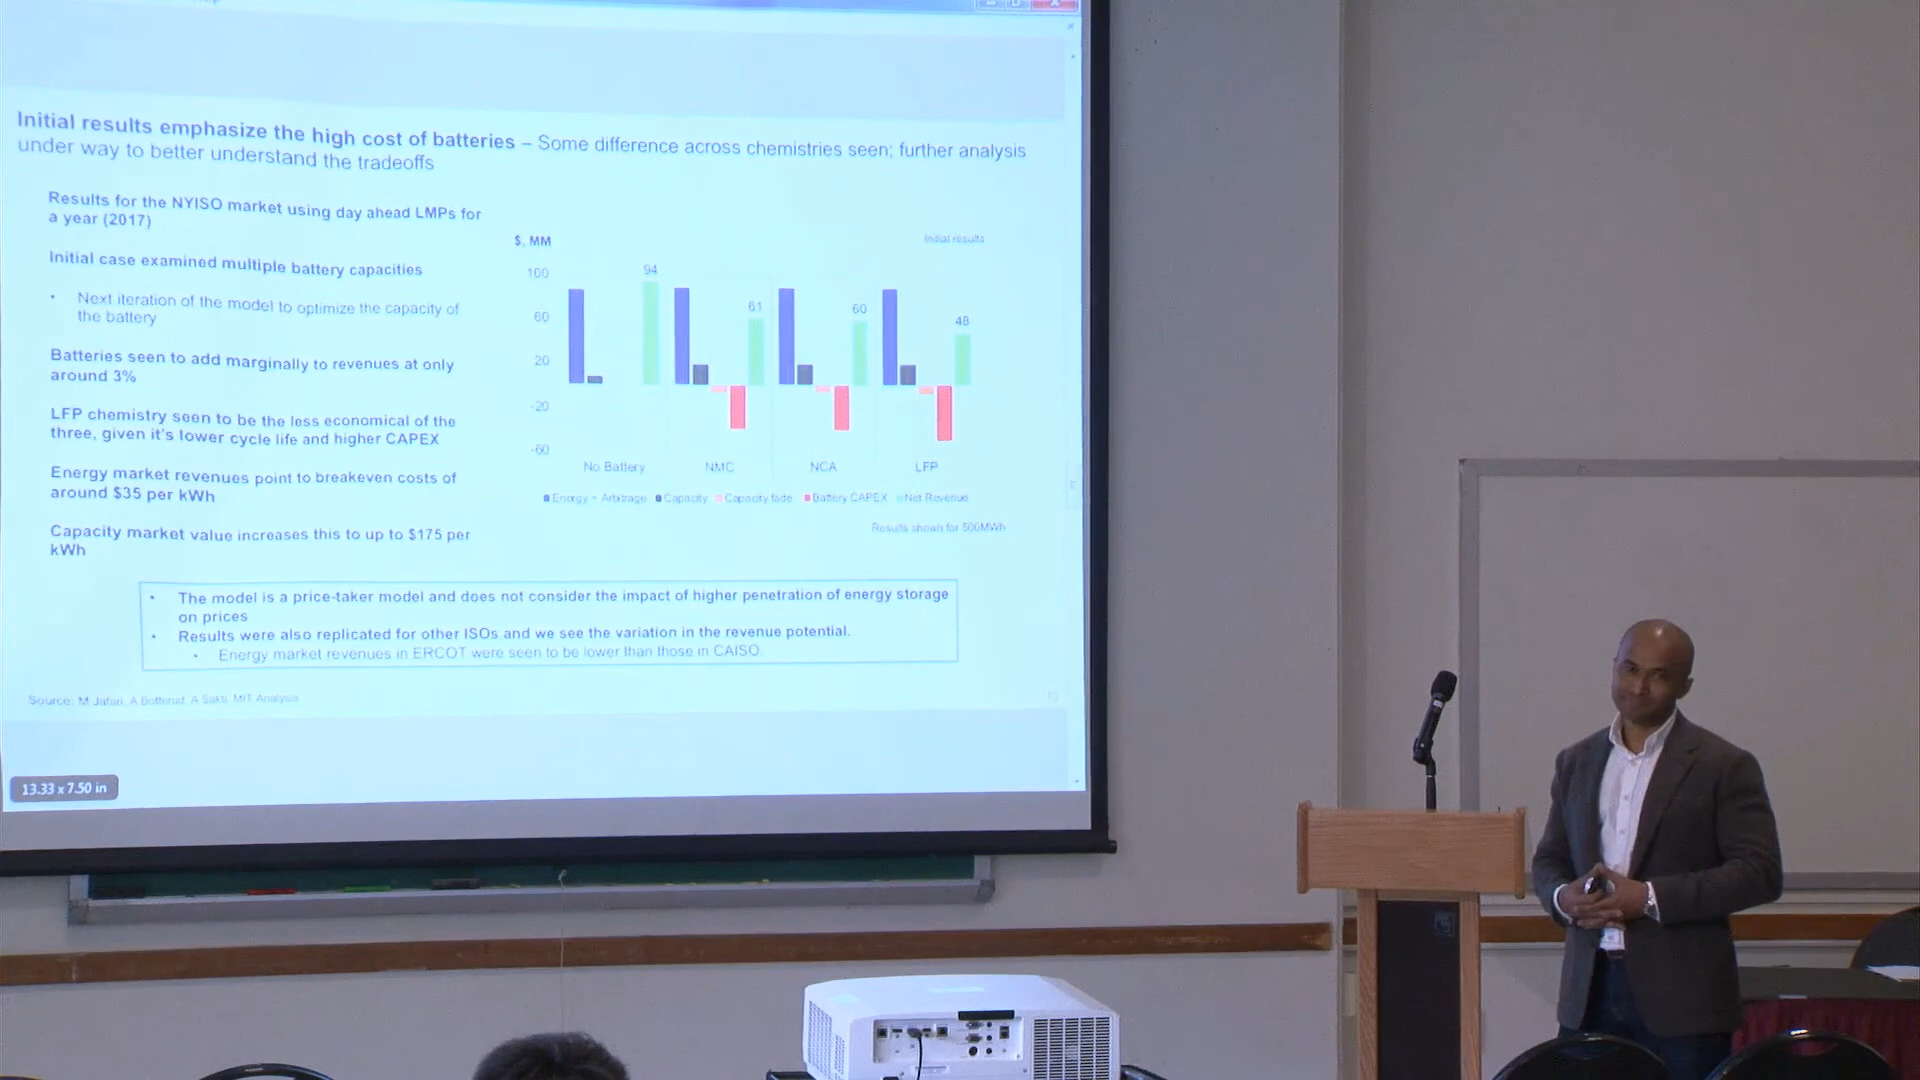 Initial results emphasize the high cost of batteries – Some difference across chemistries seen; further analysis
under way to better understand the tradeoffs
Results for the NYISO market using day ahead LMPs for
a year (2017)
Initial case examined multiple battery capacities
• Next iteration of the model to optimize the capacity of
the battery
Batteries seen to add marginally to revenues at only
around 3%
LFP chemistry seen to be the less economical of the
three, given it's lower cycle life and higher CAPEX
Energy market revenues point to breakeven costs of
around $35 per kWh
Capacity market value increases this to up to $175 per
kWh
$, MM
Initial results
100
60
20
-20
-60
94
61
60
48
No Battery
NMC
NCA
LFP
Energy + Arbitrage Capacity Capacity fade Battery CAPEX Net Revenue
Results shown for 500MWh
• The model is a price-taker model and does not consider the impact of higher penetration of energy storage
on prices
• Results were also replicated for other ISOs and we see the variation in the revenue potential.
• Energy market revenues in ERCOT were seen to be lower than those in CAISO
Source: M Jafari, A Botterud, A Sakti, MIT Analysis
13.33 x 7.50 in